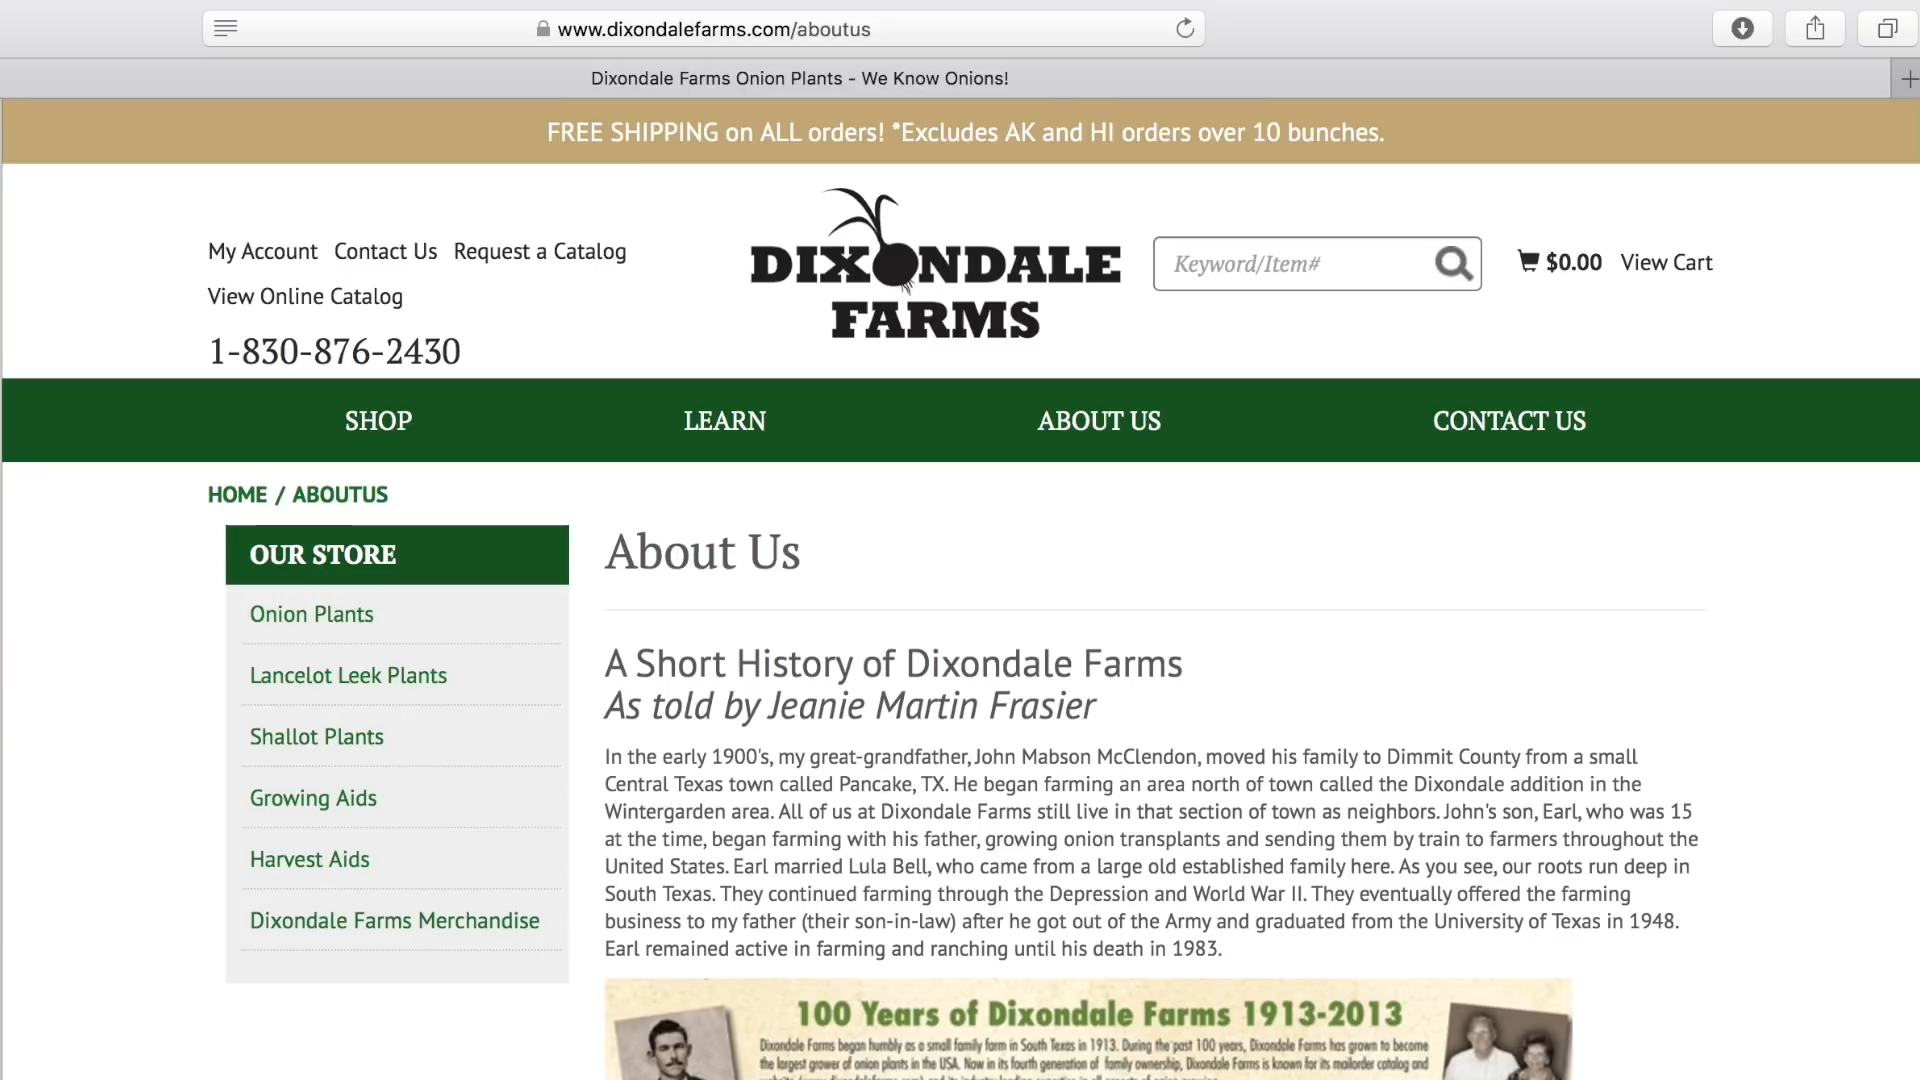 www.dixondalefarms.com/aboutus
Dixondale Farms Onion Plants - We Know Onions!
FREE SHIPPING on ALL orders! *Excludes AK and HI orders over 10 bunches.
My Account Contact Us Request a Catalog
View Online Catalog
1-830-876-2430
DIXONDALE
FARMS
Keyword/Item#
$0.00 View Cart
SHOP LEARN ABOUT US CONTACT US
HOME / ABOUTUS
OUR STORE
Onion Plants
Lancelot Leek Plants
Shallot Plants
Growing Aids
Harvest Aids
Dixondale Farms Merchandise
About Us
A Short History of Dixondale Farms
As told by Jeanie Martin Frasier
In the early 1900's, my great-grandfather, John Mabson McClendon, moved his family to Dimmit County from a small
Central Texas town called Pancake, TX. He began farming an area north of town called the Dixondale addition in the
Wintergarden area. All of us at Dixondale Farms still live in that section of town as neighbors. John's son, Earl, who was 15
at the time, began farming with his father, growing onion transplants and sending them by train to farmers throughout the
United States. Earl married Lula Bell, who came from a large old established family here. As you see, our roots run deep in
South Texas. They continued farming through the Depression and World War II. They eventually offered the farming
business to my father (their son-in-law) after he got out of the Army and graduated from the University of Texas in 1948.
Earl remained active in farming and ranching until his death in 1983.
100 Years of Dixondale Farms 1913-2013
Dixondale Farms began humbly as a small family farm in South Texas in 1913. During the past 100 years, Dixondale Farms has grown to become
the largest grower of onion plants in the USA. Now in its fourth generation of family ownership, Dixondale Farms is known for its mailorder catalog and